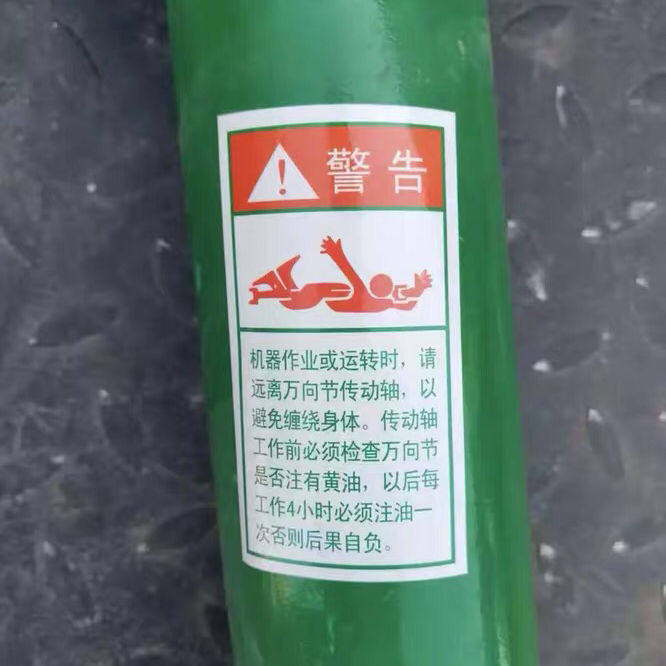 警告
机器作业或运转时，请
远离万向节传动轴，以
避免缠绕身体。传动轴
工作前必须检查万向节
是否注有黄油，以后每
工作4小时必须注油一
次否则后果自负。